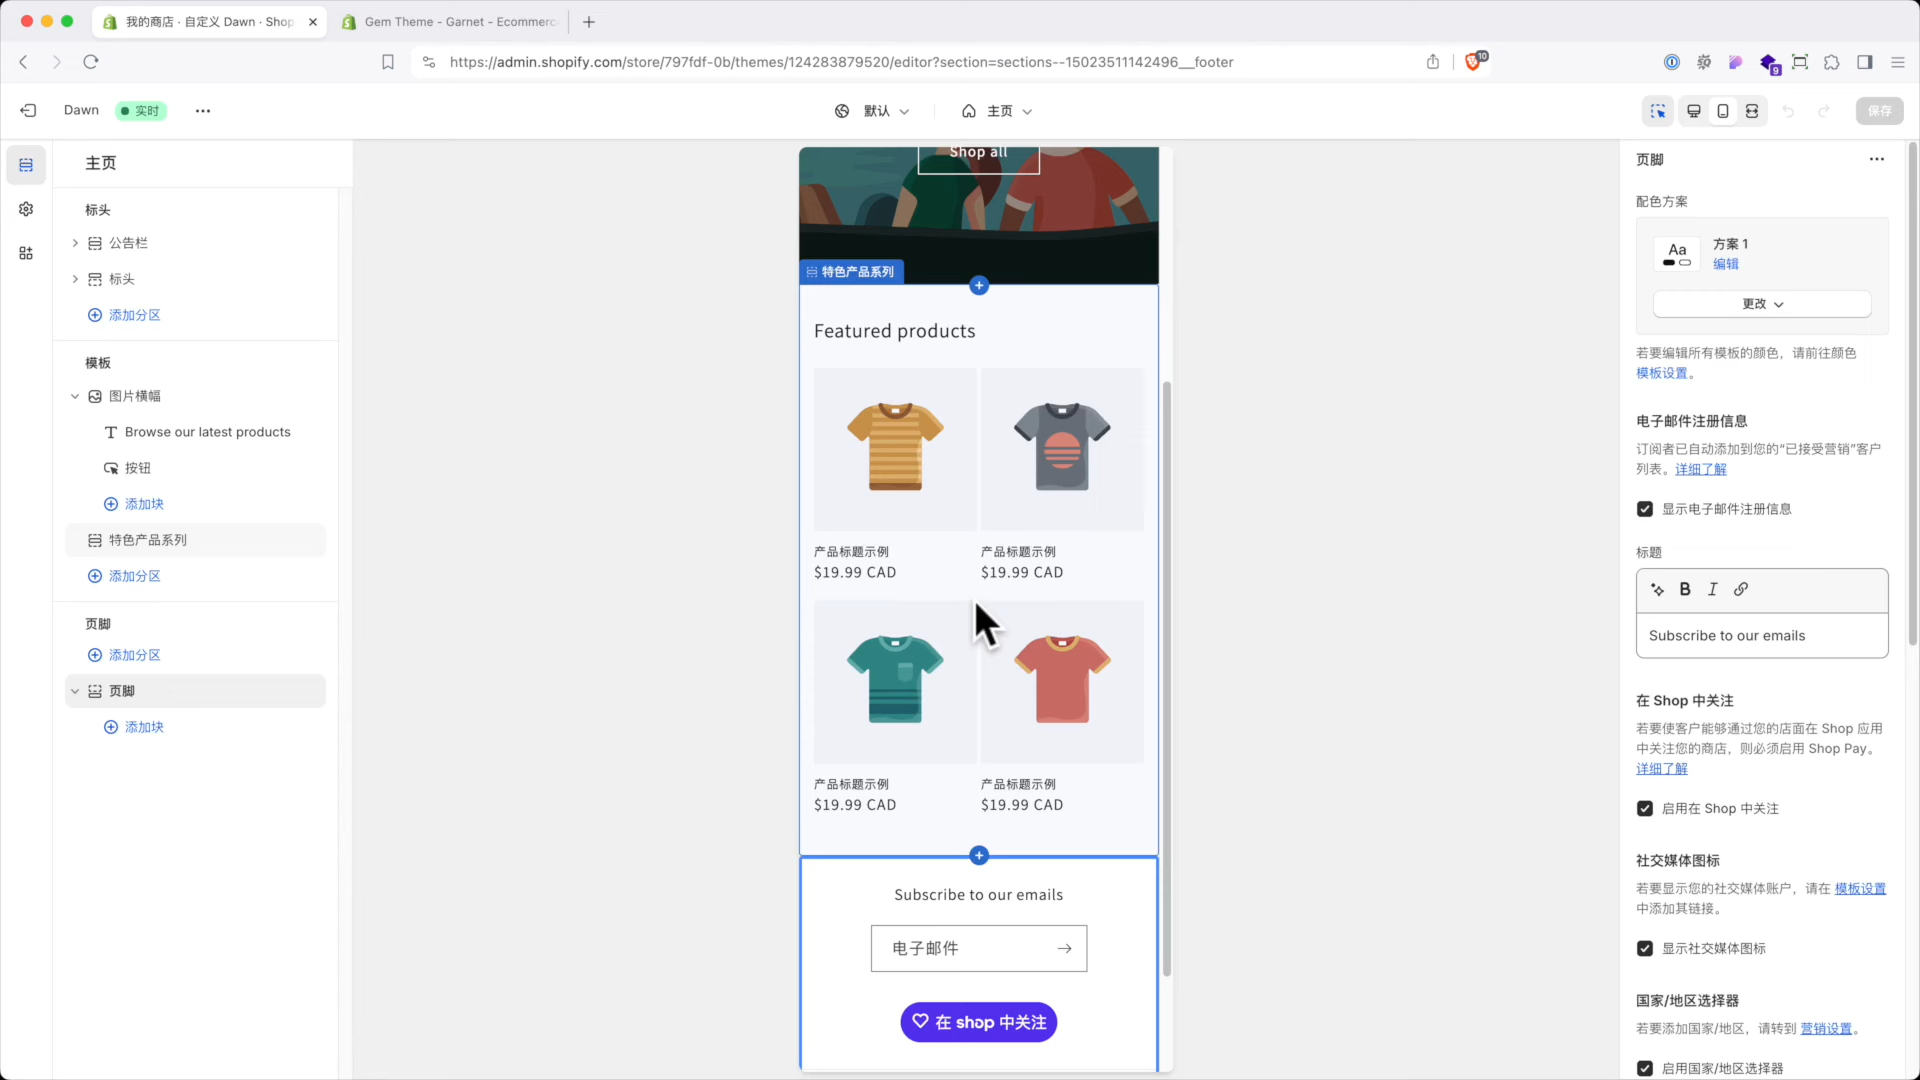 我的商店 · 自定义 Dawn · Shop
Gem Theme - Garnet - Ecommerc
https://admin.shopify.com/store/797fdf-0b/themes/124283879520/editor?section=sections--15023511142496__footer
10
9
Dawn
实时
默认
主页
保存
主页
标头
公告栏
标头
添加分区
模板
图片横幅
Browse our latest products
按钮
添加块
特色产品系列
添加分区
页脚
添加分区
页脚
添加块
Shop all
特色产品系列
Featured products
产品标题示例
$19.99 CAD
产品标题示例
$19.99 CAD
产品标题示例
$19.99 CAD
产品标题示例
$19.99 CAD
Subscribe to our emails
电子邮件
在 shop 中关注
页脚
配色方案
Aa
方案 1
编辑
更改
若要编辑所有模板的颜色，请前往颜色
模板设置。
电子邮件注册信息
订阅者已自动添加到您的“已接受营销”客户
列表。详细了解
显示电子邮件注册信息
标题
B I
Subscribe to our emails
在 Shop 中关注
若要使客户能够通过您的店面在 Shop 应用
中关注您的商店，则必须启用 Shop Pay。
详细了解
启用在 Shop 中关注
社交媒体图标
若要显示您的社交媒体账户，请在 模板设置
中添加其链接。
显示社交媒体图标
国家/地区选择器
若要添加国家/地区，请转到 营销设置。
启用国家/地区选择器